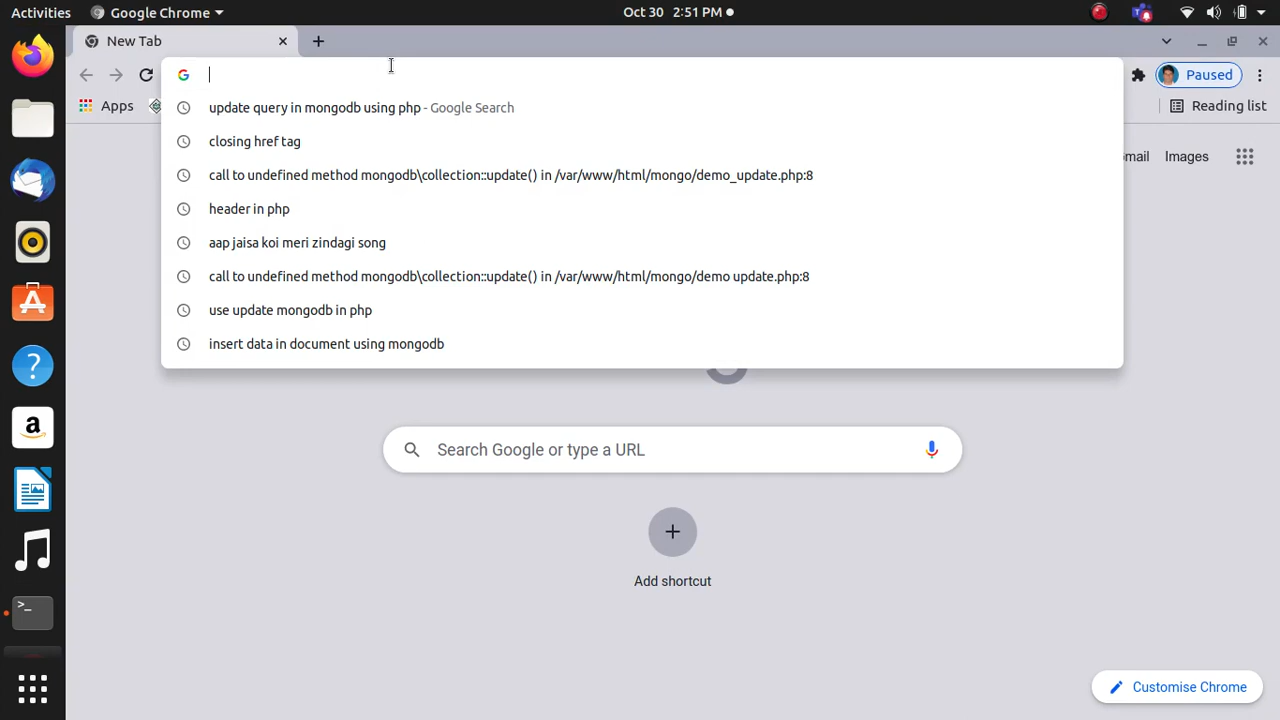 Activities
Google Chrome
Oct 30 2:51 PM
New Tab
Paused
update query in mongodb using php - Google Search
Apps
Reading list
closing href tag
mail
Images
call to undefined method mongodb\collection::update() in /var/www/html/mongo/demo_update.php:8
header in php
aap jaisa koi meri zindagi song
call to undefined method mongodb\collection::update() in /var/www/html/mongo/demo update.php:8
use update mongodb in php
insert data in document using mongodb
Search Google or type a URL
Add shortcut
Customise Chrome